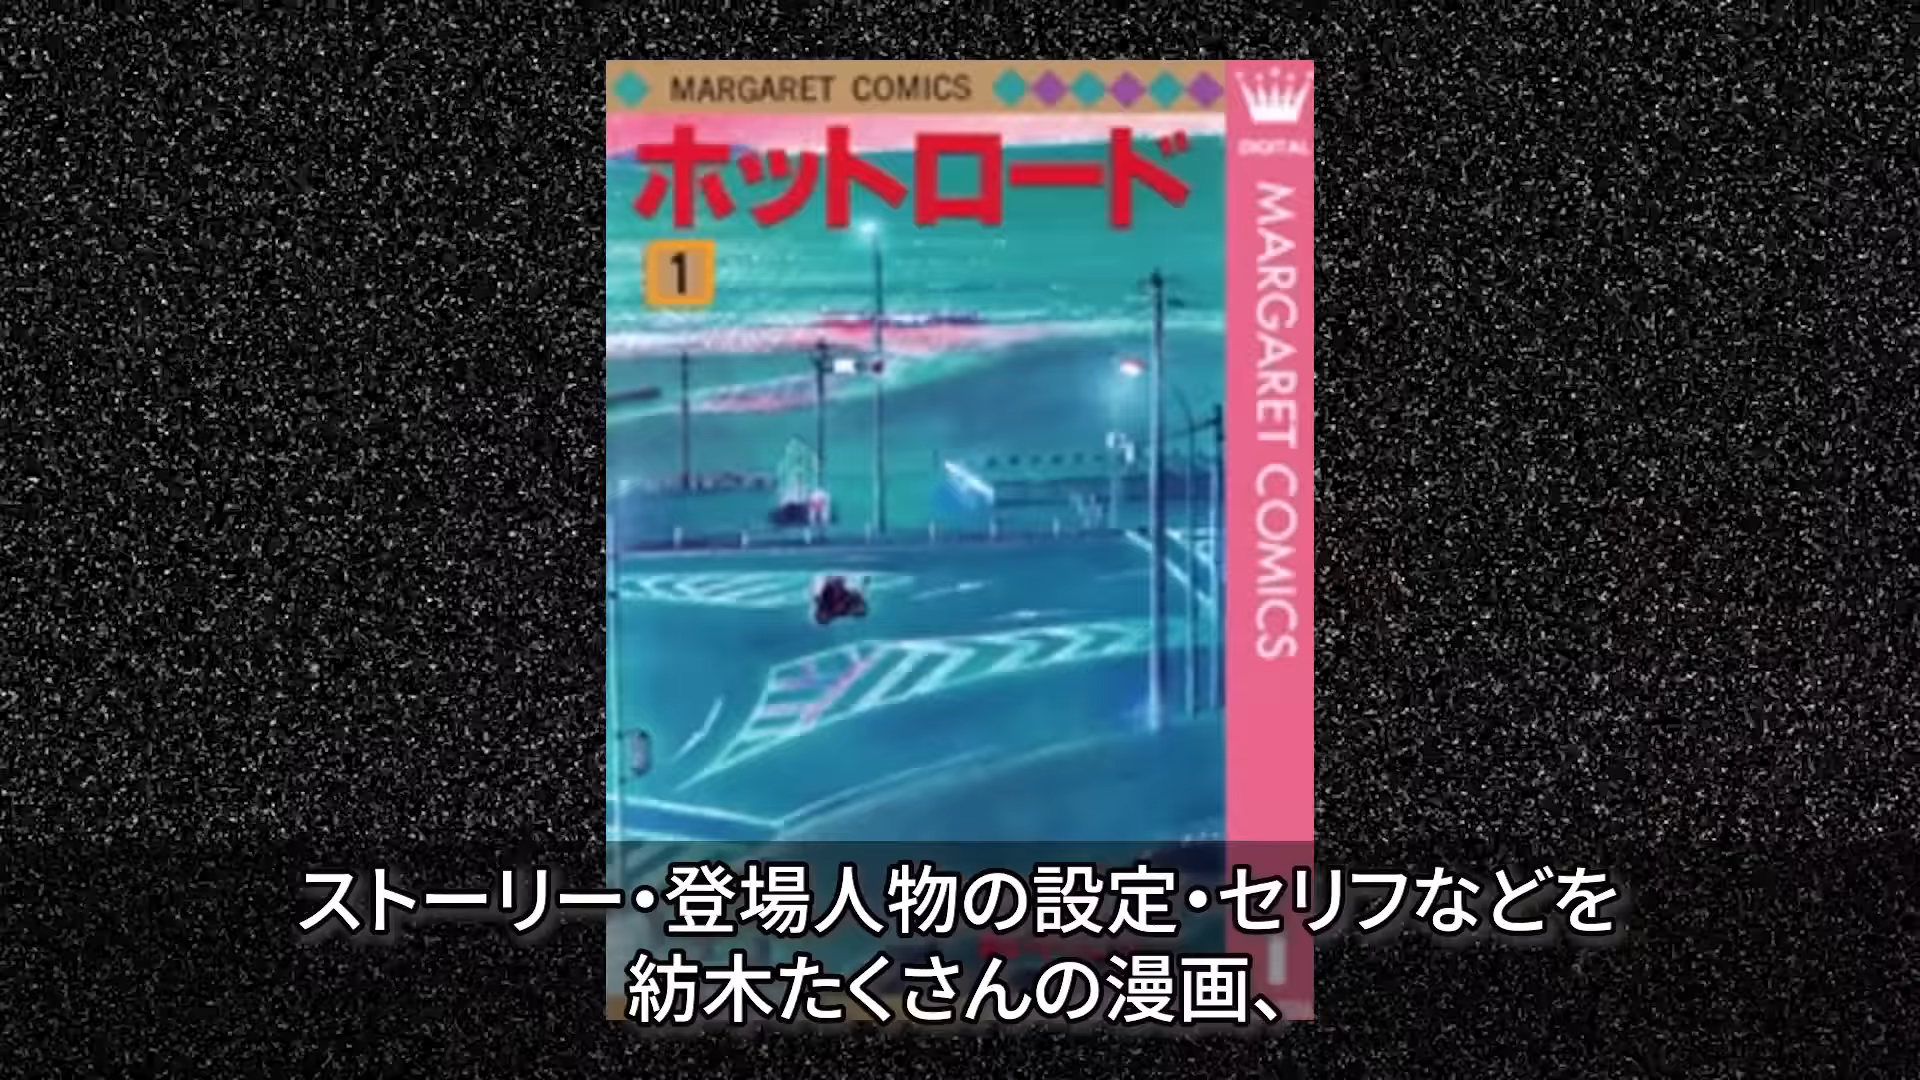 MARGARET COMICS
ホットロード
1
DIGITAL
MARGARET COMICS
1
ストーリー・登場人物の設定・セリフなどを
紡木たくさんの漫画、